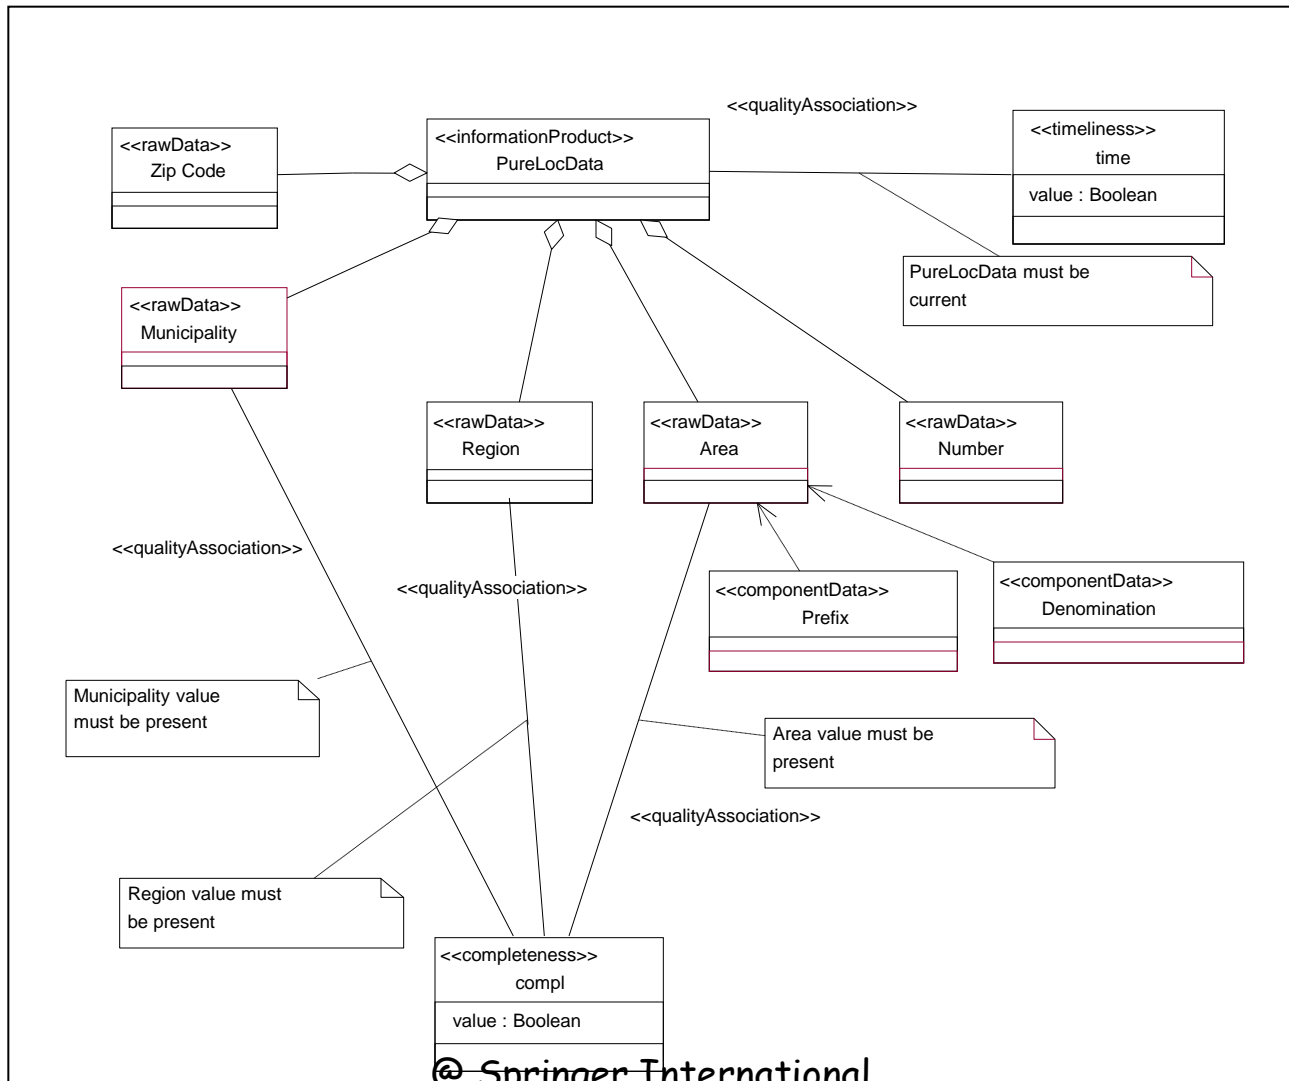 <<qualityAssociation>>
<<rawData>>
Zip Code
<<informationProduct>>
PureLocData
<<timeliness>>
time
value : Boolean
PureLocData must be
current
<<rawData>>
Municipality
<<rawData>>
Region
<<rawData>>
Area
<<rawData>>
Number
<<qualityAssociation>>
<<qualityAssociation>>
<<componentData>>
Prefix
<<componentData>>
Denomination
Municipality value
must be present
Area value must be
present
<<qualityAssociation>>
Region value must
be present
<<completeness>>
compl
value : Boolean
@ Springer International